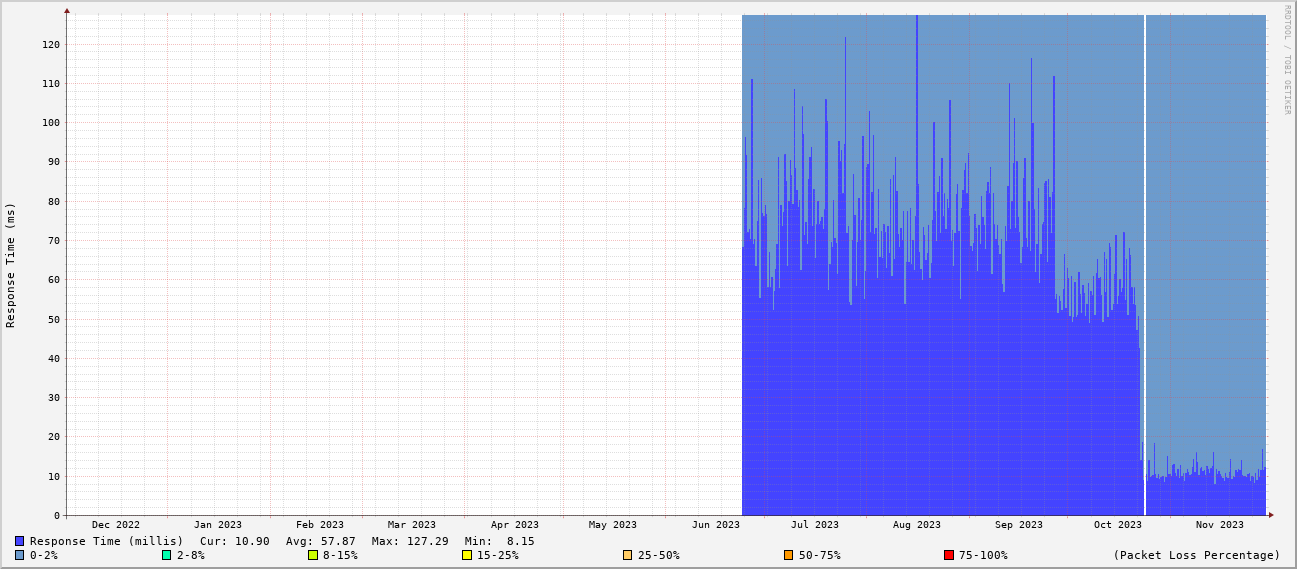 RRDTOOL / TOBI OETIKER
Response Time (ms)
120
110
100
90
80
70
60
50
40
30
20
10
0
Dec 2022 Jan 2023 Feb 2023 Mar 2023 Apr 2023 May 2023 Jun 2023 Jul 2023 Aug 2023 Sep 2023 Oct 2023 Nov 2023
Response Time (millis) Cur: 10.90 Avg: 57.87 Max: 127.29 Min: 8.15
0-2% 2-8% 8-15% 15-25% 25-50% 50-75% 75-100% (Packet Loss Percentage)